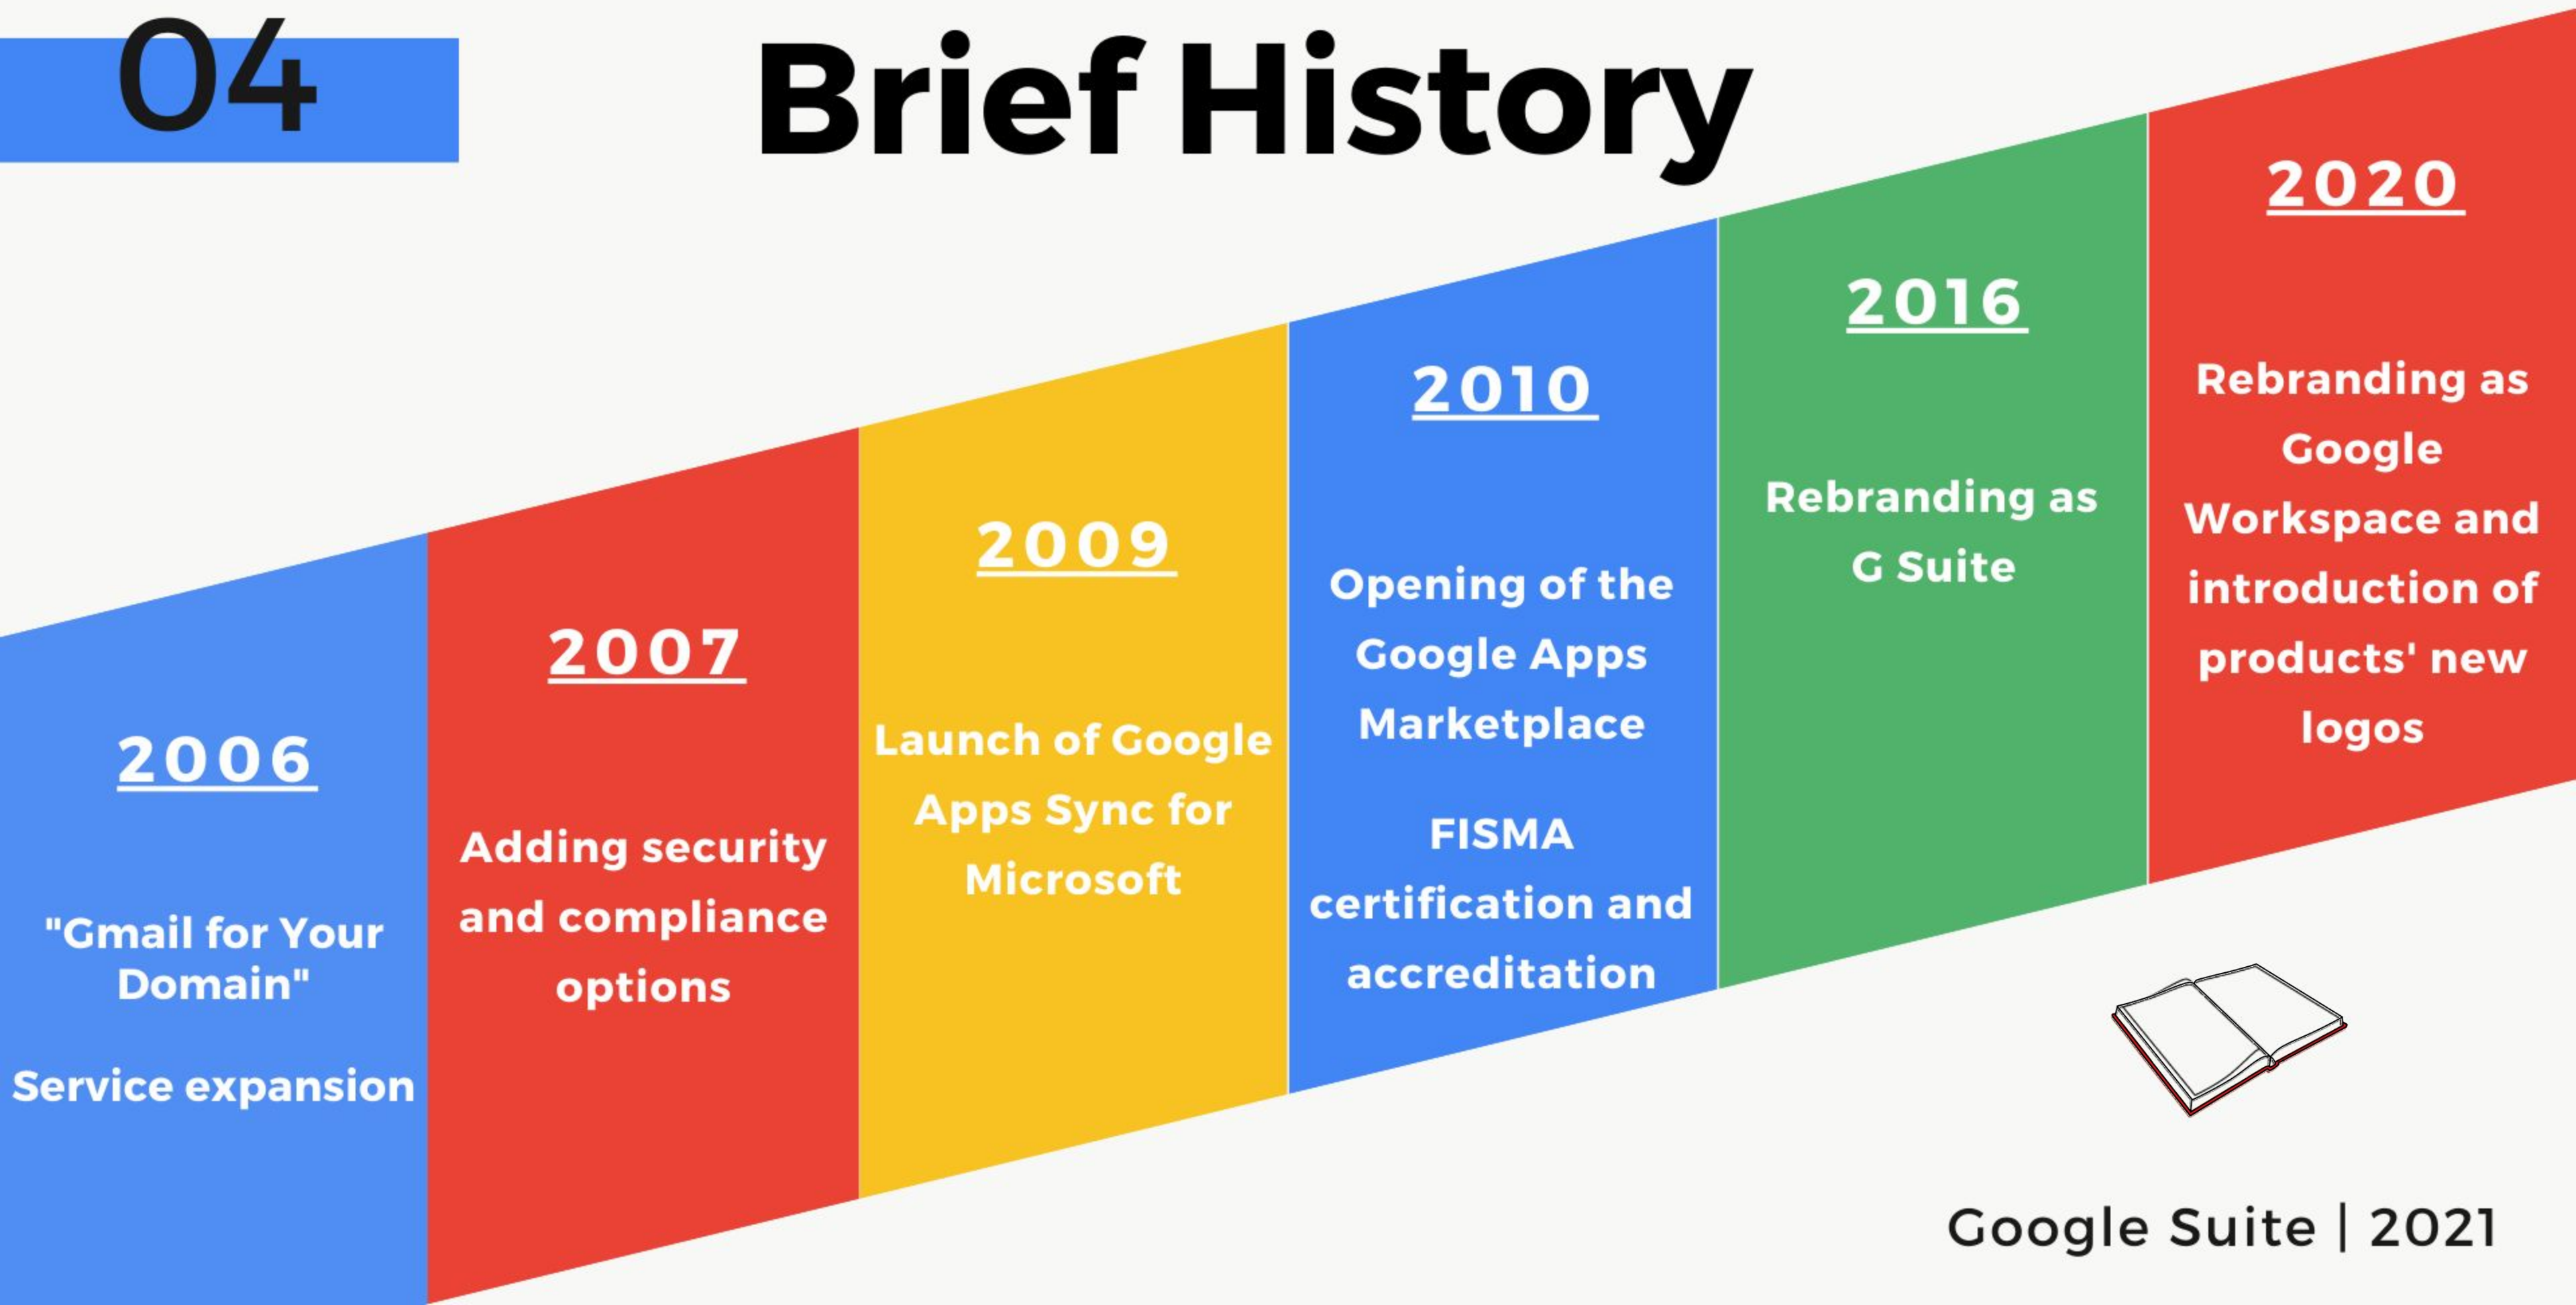 04
Brief History
2006
"Gmail for Your
Domain"
Service expansion
2007
Adding security
and compliance
options
2009
Launch of Google
Apps Sync for
Microsoft
2010
Opening of the
Google Apps
Marketplace
FISMA
certification and
accreditation
2016
Rebranding as
G Suite
2020
Rebranding as
Google
Workspace and
introduction of
products' new
logos
Google Suite | 2021